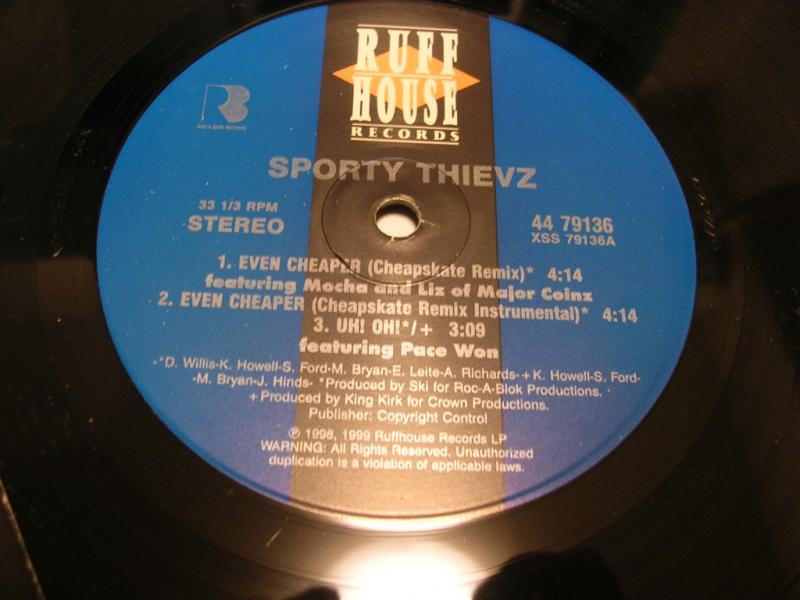 RUFF
HOUSE
RECORDS
ROC-A-BLOK RECORDS
SPORTY THIEVZ
33 1/3 RPM
STEREO
44 79136
XSS 79136A
1. EVEN CHEAPER (Cheapskate Remix)* 4:14
featuring Mocha and Liz of Major Coinz
2. EVEN CHEAPER (Cheapskate Remix Instrumental)* 4:14
3. UH! OH!*/+ 3:09
featuring Pace Won
-*D. Willis-K. Howell-S. Ford-M. Bryan-E. Leite-A. Richards-+K. Howell-S. Ford-
-M. Bryan-J. Hinds- *Produced by Ski for Roc-A-Blok Productions.
+Produced by King Kirk for Crown Productions.
Publisher: Copyright Control
℗ 1998, 1999 Ruffhouse Records LP
WARNING: All Rights Reserved. Unauthorized
duplication is a violation of applicable laws.